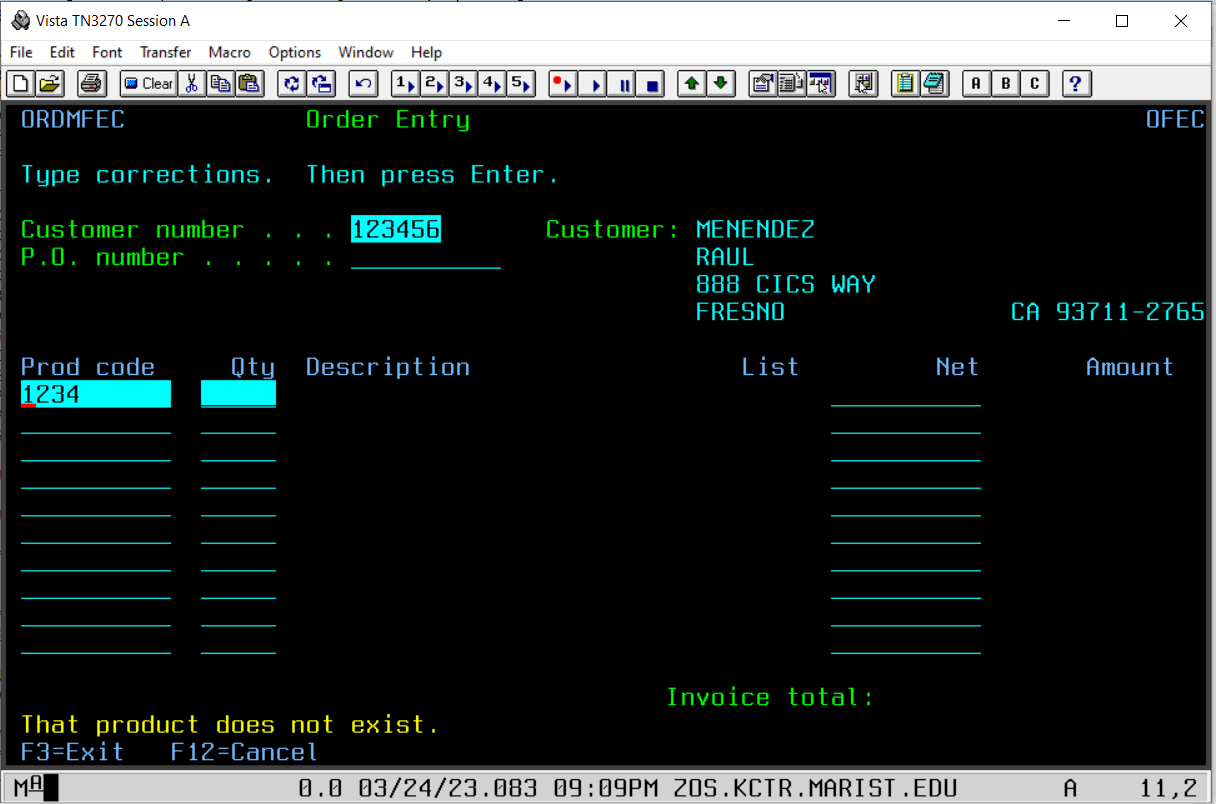 Vista TN3270 Session A
File Edit Font Transfer Macro Options Window Help
Clear 1 2 3 4 5 A B C ?
ORDMFEC Order Entry OFEC
Type corrections. Then press Enter.
Customer number . . . 123456 Customer: MENENDEZ
P.O. number . . . . . ____________ RAUL
888 CICS WAY
FRESNO CA 93711-2765
Prod code Qty Description List Net Amount
1234
Invoice total:
That product does not exist.
F3=Exit F12=Cancel
MA 0.0 03/24/23.083 09:09PM ZOS.KCTR.MARIST.EDU A 11,2